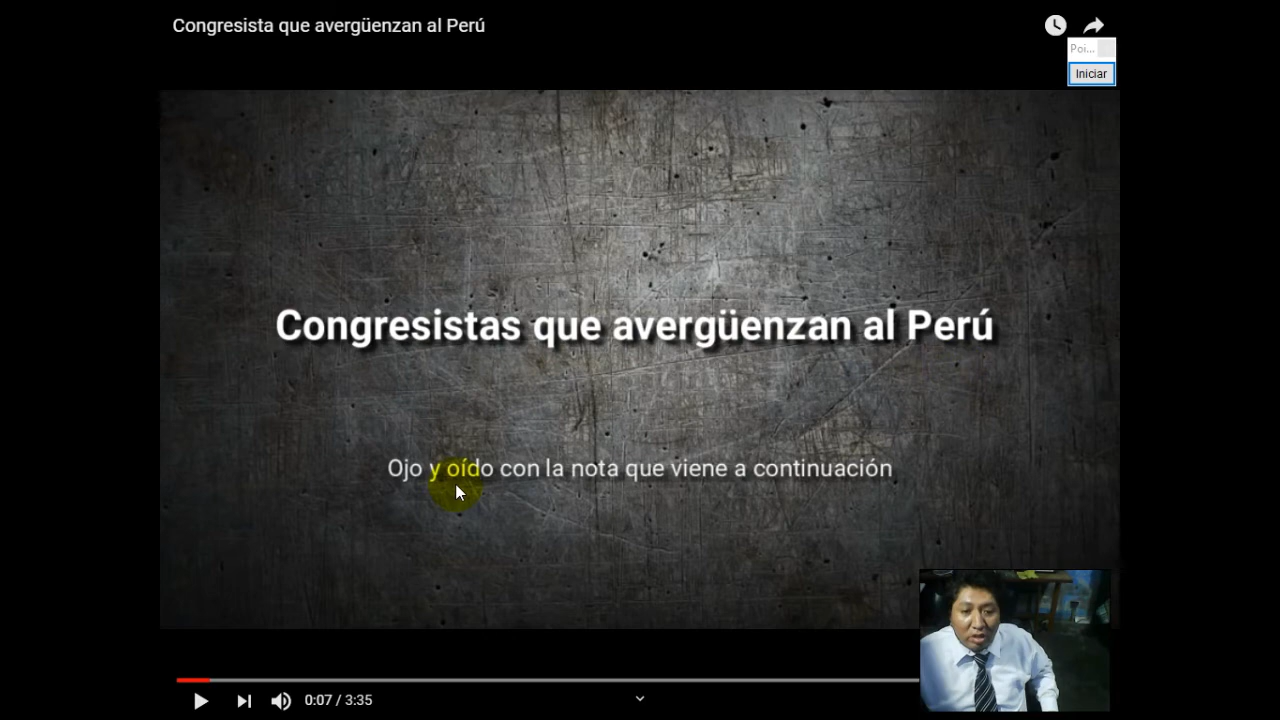 Congresista que avergüenzan al Perú
Poi...
Iniciar
Congresistas que avergüenzan al Perú
Ojo y oído con la nota que viene a continuación
0:07 / 3:35